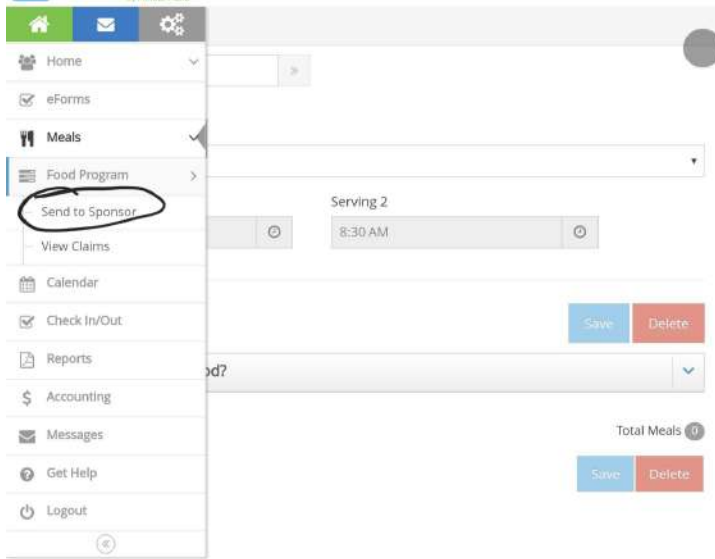 Home
eForms
Meals
Food Program
Send to Sponsor
View Claims
Calendar
Check In/Out
Reports
Accounting
Messages
Get Help
Logout
Serving 2
8:30 AM
Save Delete
od?
Total Meals 0
Save Delete